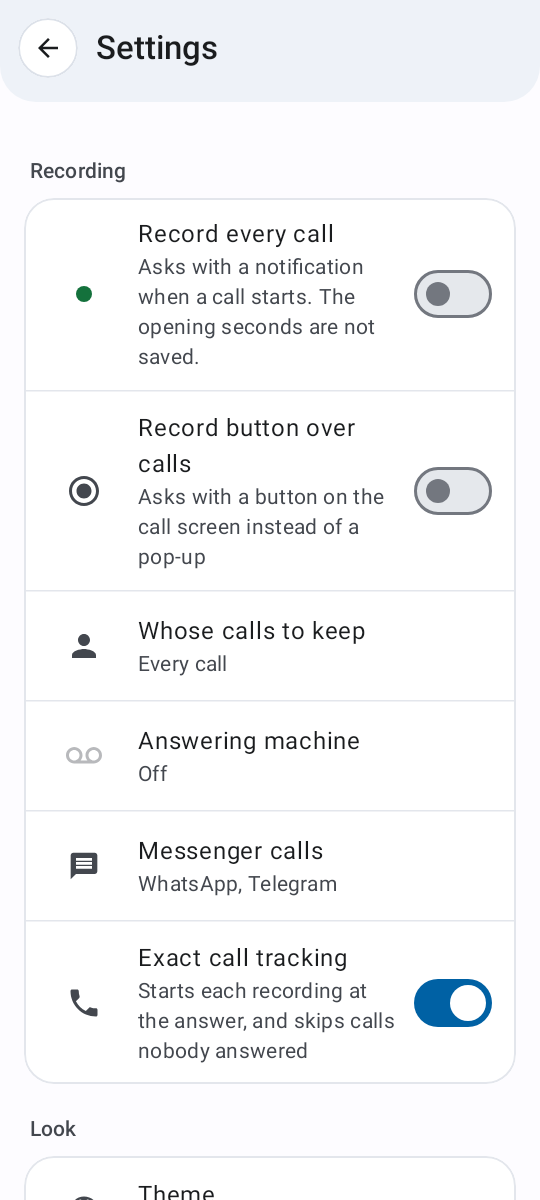 Settings
Recording
Record every call
Asks with a notification
when a call starts. The
opening seconds are not
saved.
Record button over
calls
Asks with a button on the
call screen instead of a
pop-up
Whose calls to keep
Every call
Answering machine
Off
Messenger calls
WhatsApp, Telegram
Exact call tracking
Starts each recording at
the answer, and skips calls
nobody answered
Look
Theme